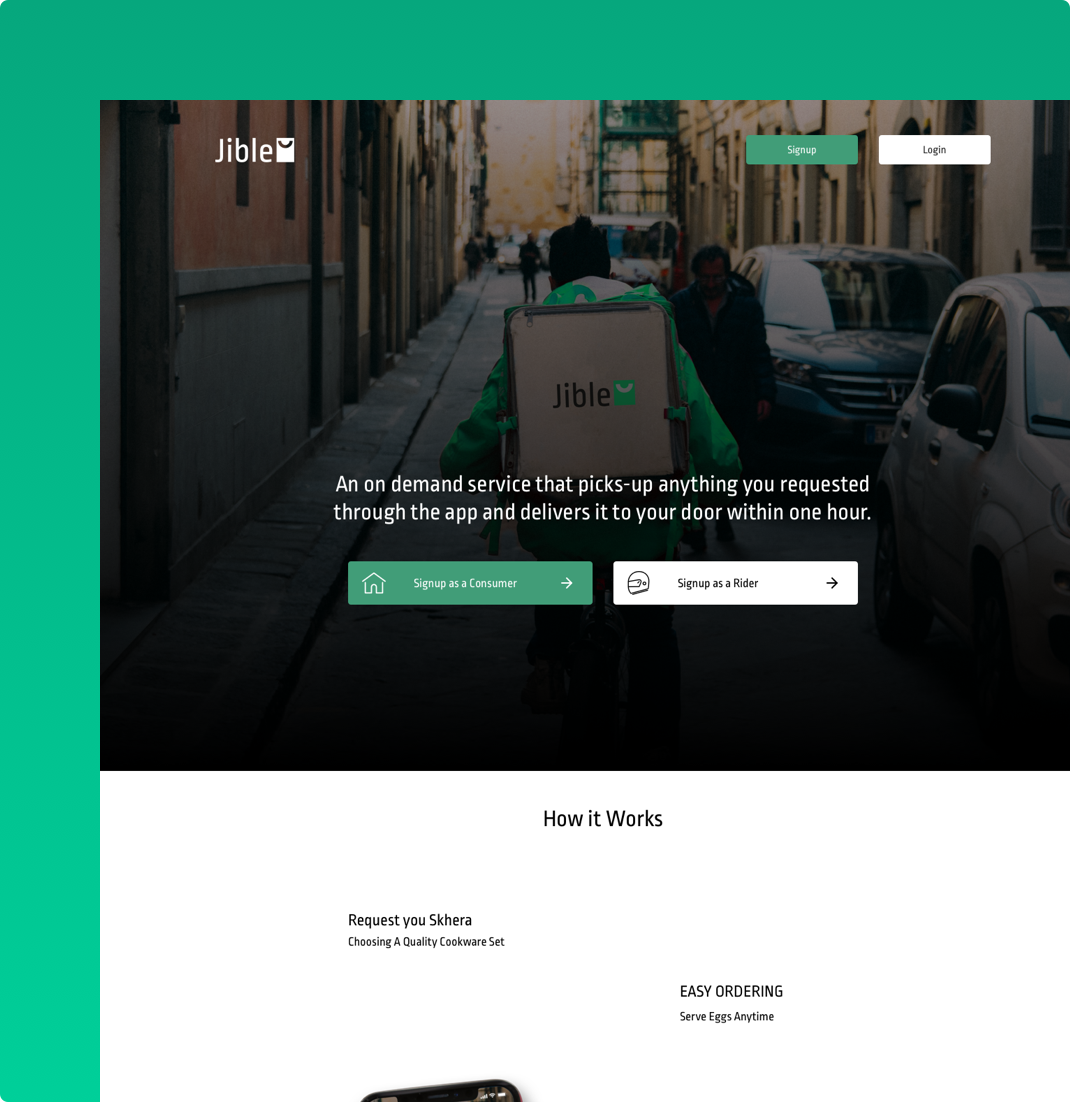 Jible
Signup
Login
Jible
An on demand service that picks-up anything you requested
through the app and delivers it to your door within one hour.
Signup as a Consumer
Signup as a Rider
How it Works
Request you Skhera
Choosing A Quality Cookware Set
EASY ORDERING
Serve Eggs Anytime